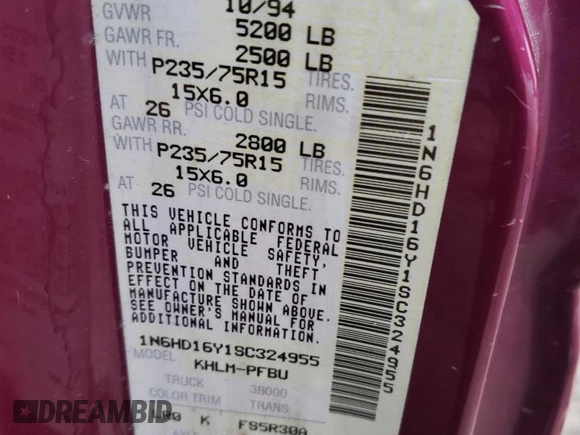 10/94
GVWR 5200 LB
GAWR FR. 2500 LB
WITH P235/75R15 TIRES.
15X6.0 RIMS.
AT 26 PSI COLD SINGLE.
GAWR RR. 2800 LB
WITH P235/75R15 TIRES.
15X6.0 RIMS.
AT 26 PSI COLD SINGLE.
THIS VEHICLE CONFORMS TO
ALL APPLICABLE FEDERAL
MOTOR VEHICLE SAFETY,
BUMPER AND THEFT
PREVENTION STANDARDS IN
EFFECT ON THE DATE OF
MANUFACTURE SHOWN ABOVE.
SEE OWNER'S MANUAL FOR
ADDITIONAL INFORMATION
1N6HD16Y1SC324955
MODEL KHLM-PFBU
TRUCK 38000
COLOR TRIM TRANS
K FS5R30A
1N6HD16Y1SC324955
1DREAMBID